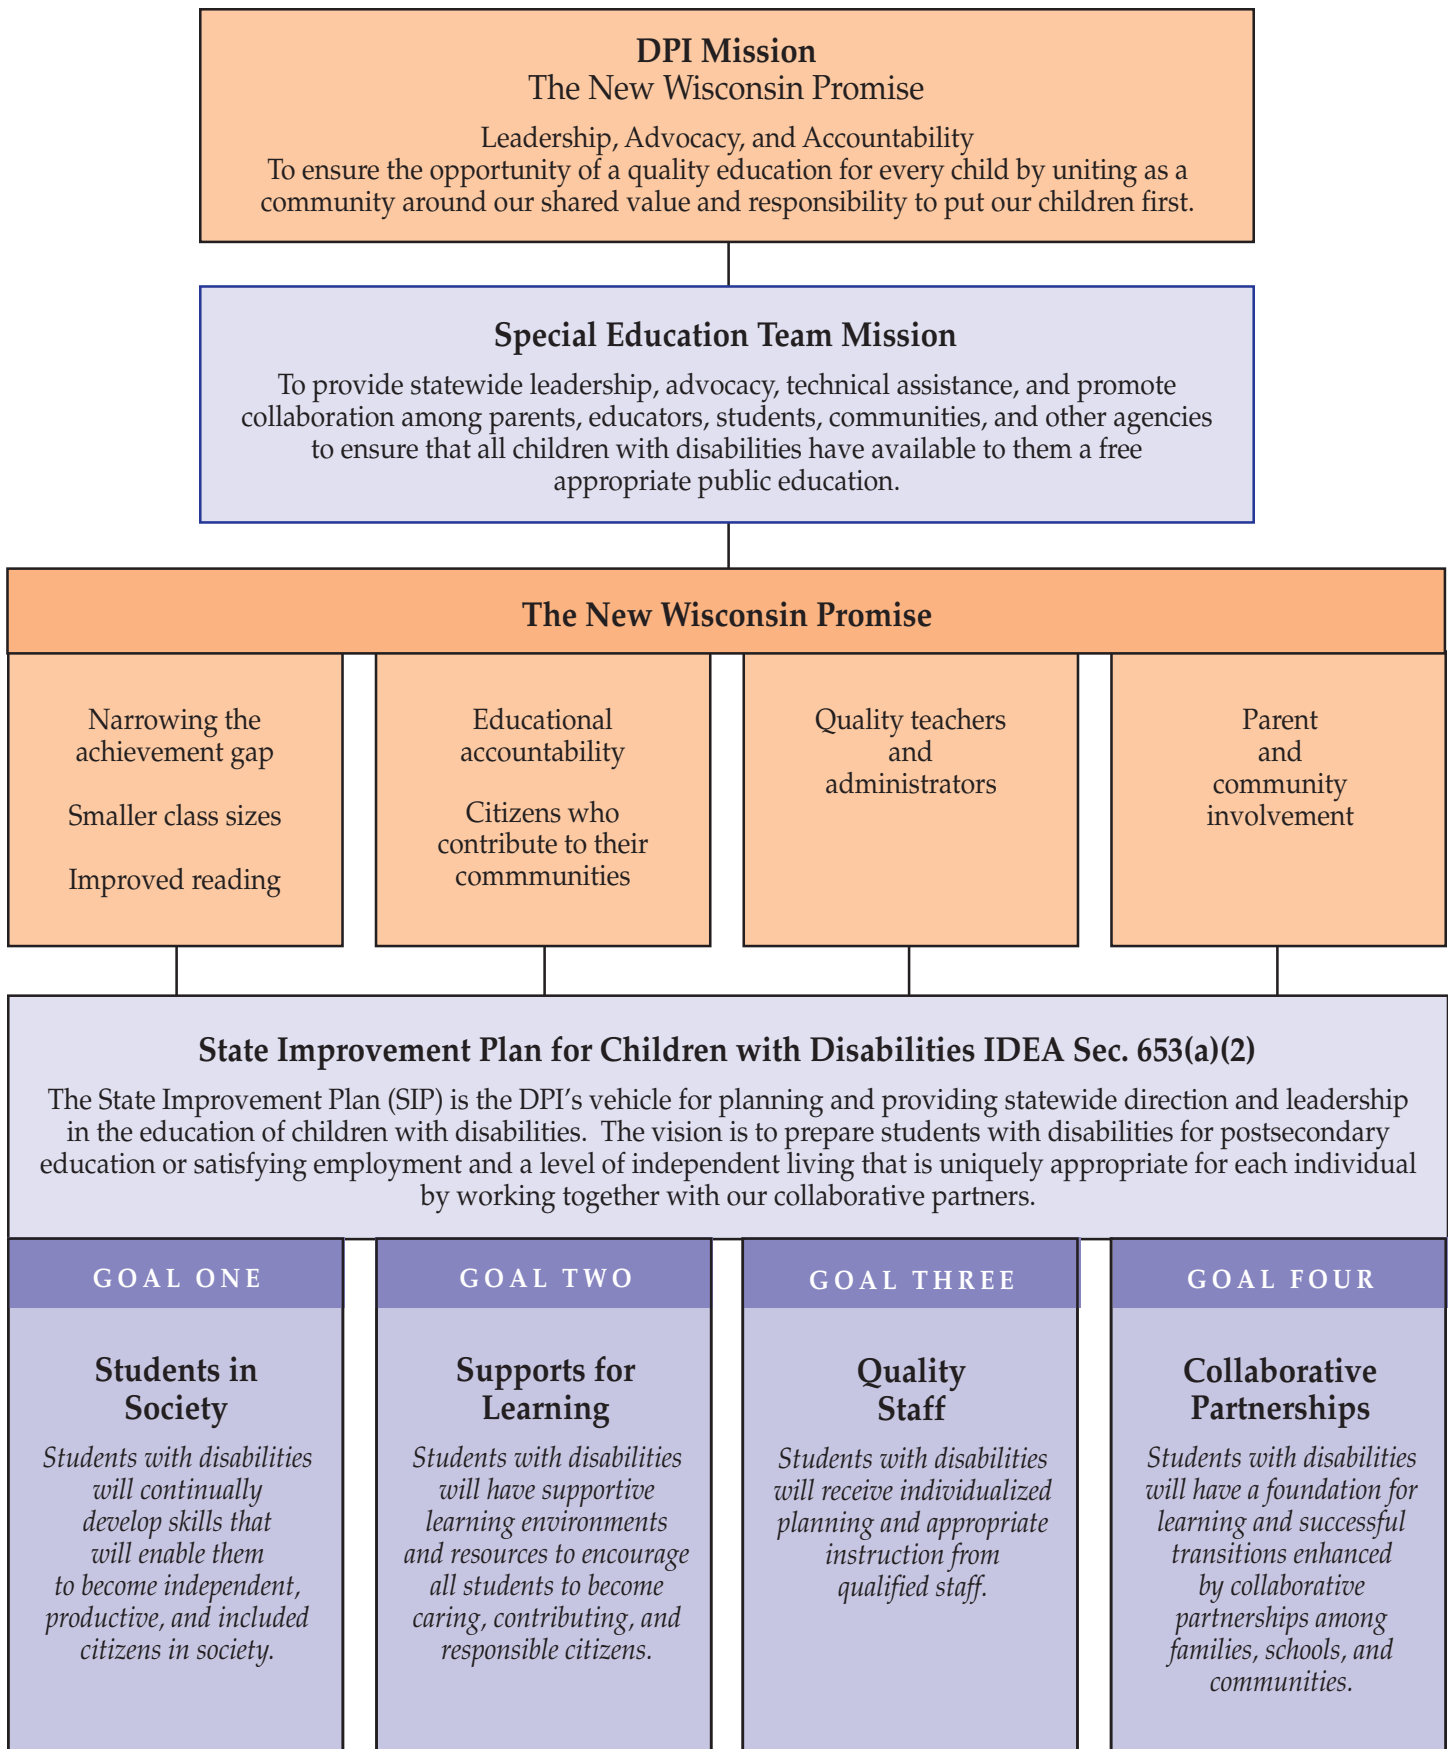 DPI Mission
The New Wisconsin Promise
Leadership, Advocacy, and Accountability
To ensure the opportunity of a quality education for every child by uniting as a
community around our shared value and responsibility to put our children first.
Special Education Team Mission
To provide statewide leadership, advocacy, technical assistance, and promote
collaboration among parents, educators, students, communities, and other agencies
to ensure that all children with disabilities have available to them a free
appropriate public education.
The New Wisconsin Promise
Narrowing the
achievement gap
Smaller class sizes
Improved reading
Educational
accountability
Citizens who
contribute to their
commmunities
Quality teachers
and
administrators
Parent
and
community
involvement
State Improvement Plan for Children with Disabilities IDEA Sec. 653(a)(2)
The State Improvement Plan (SIP) is the DPI's vehicle for planning and providing statewide direction and leadership
in the education of children with disabilities.  The vision is to prepare students with disabilities for postsecondary
education or satisfying employment and a level of independent living that is uniquely appropriate for each individual
by working together with our collaborative partners.
GOAL ONE
Students in
Society
Students with disabilities
will continually
develop skills that
will enable them
to become independent,
productive, and included
citizens in society.
GOAL TWO
Supports for
Learning
Students with disabilities
will have supportive
learning environments
and resources to encourage
all students to become
caring, contributing, and
responsible citizens.
GOAL THREE
Quality
Staff
Students with disabilities
will receive individualized
planning and appropriate
instruction from
qualified staff.
GOAL FOUR
Collaborative
Partnerships
Students with disabilities
will have a foundation for
learning and successful
transitions enhanced
by collaborative
partnerships among
families, schools, and
communities.